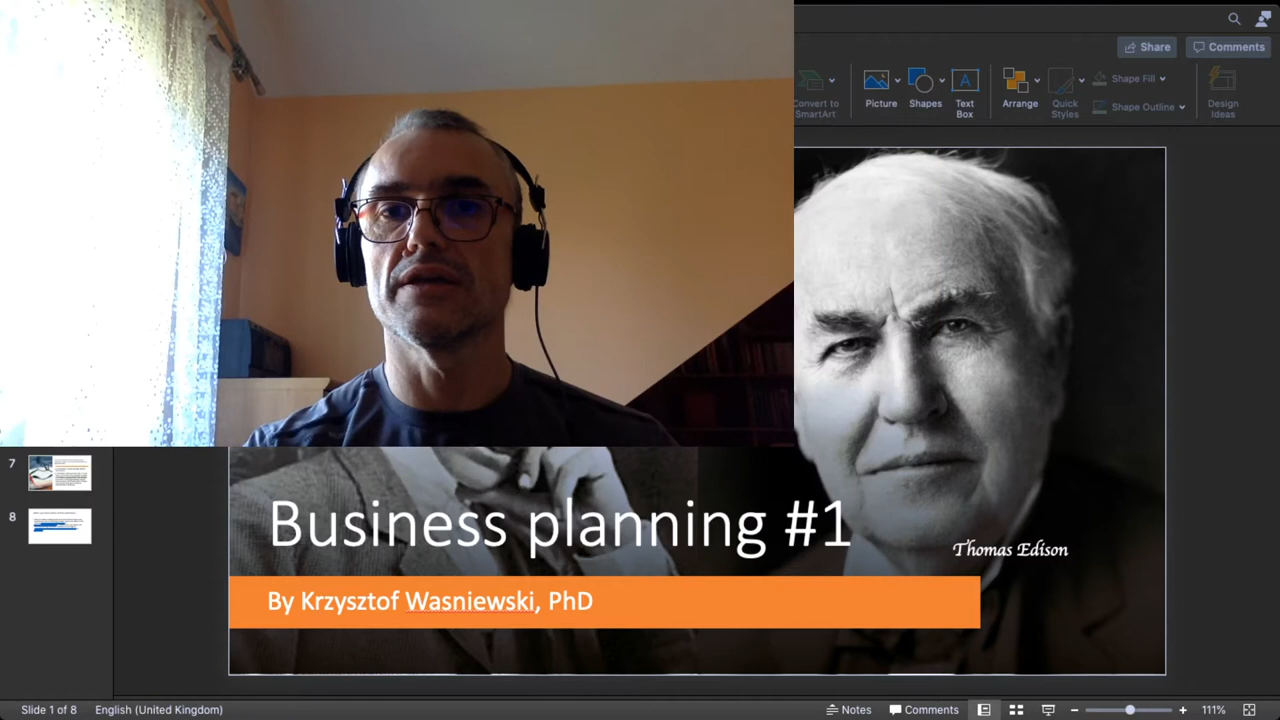 Share
Comments
Convert to
SmartArt
Picture
Shapes
Text
Box
Arrange
Quick
Styles
Shape Fill
Shape Outline
Design
Ideas
A
7
8
Business planning #1
Thomas Edison
By Krzysztof Wasniewski, PhD
Slide 1 of 8
English (United Kingdom)
Notes
Comments
111%